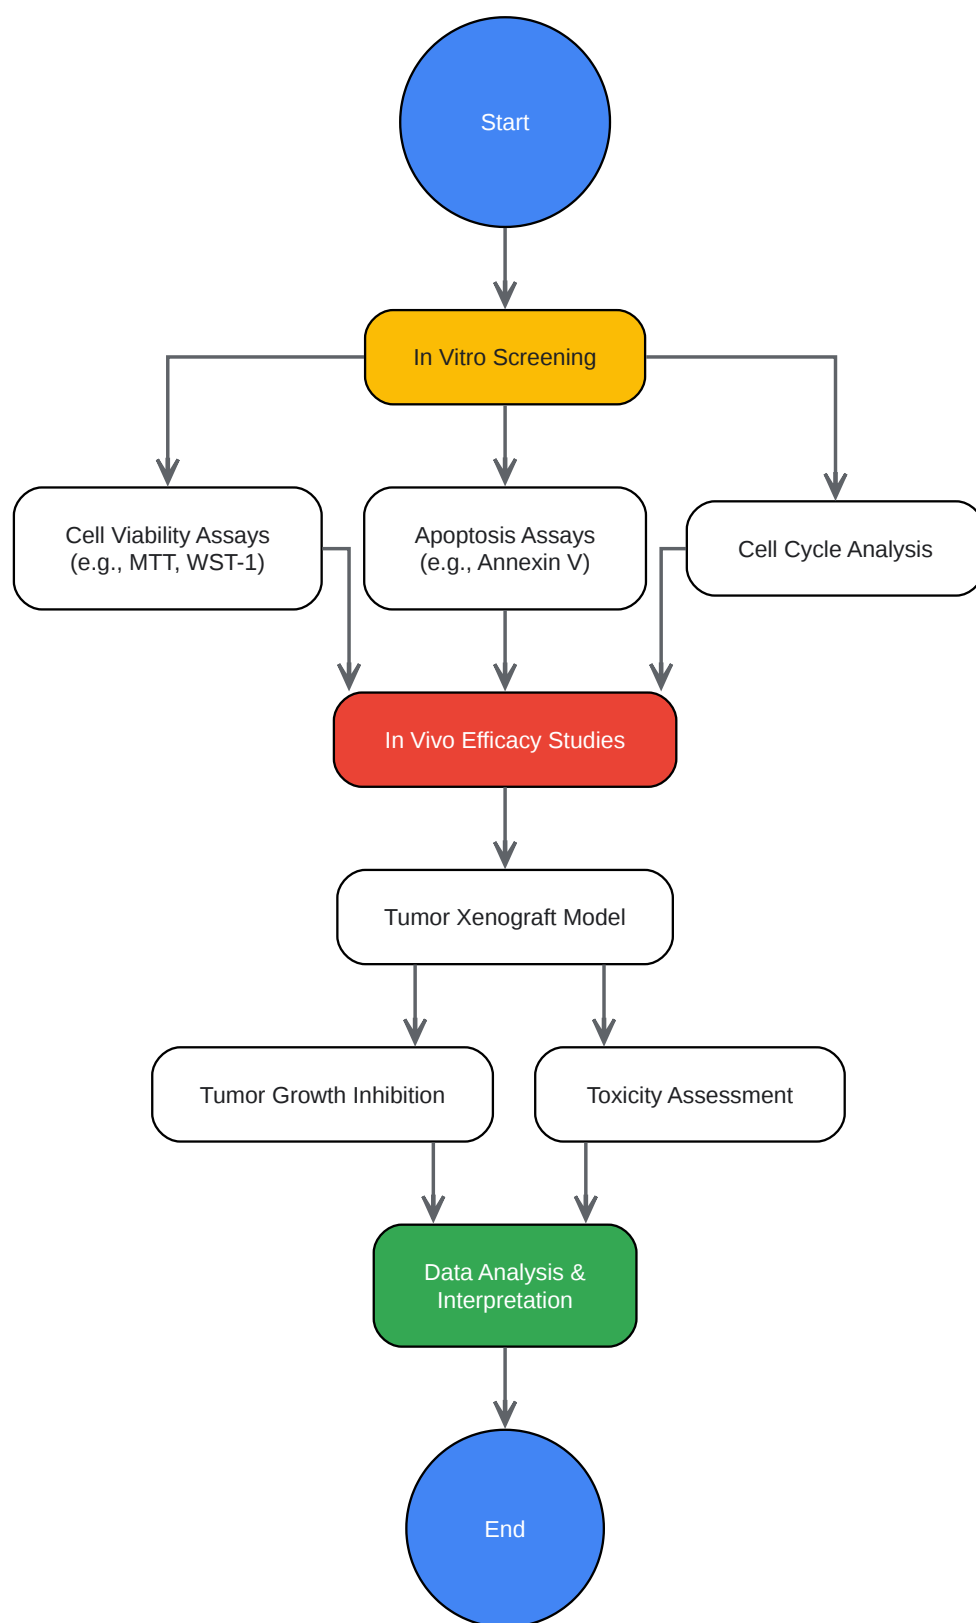 Start
In Vitro Screening
Cell Viability Assays
(e.g., MTT, WST-1)
Apoptosis Assays
(e.g., Annexin V)
Cell Cycle Analysis
In Vivo Efficacy Studies
Tumor Xenograft Model
Tumor Growth Inhibition
Toxicity Assessment
Data Analysis &
Interpretation
End